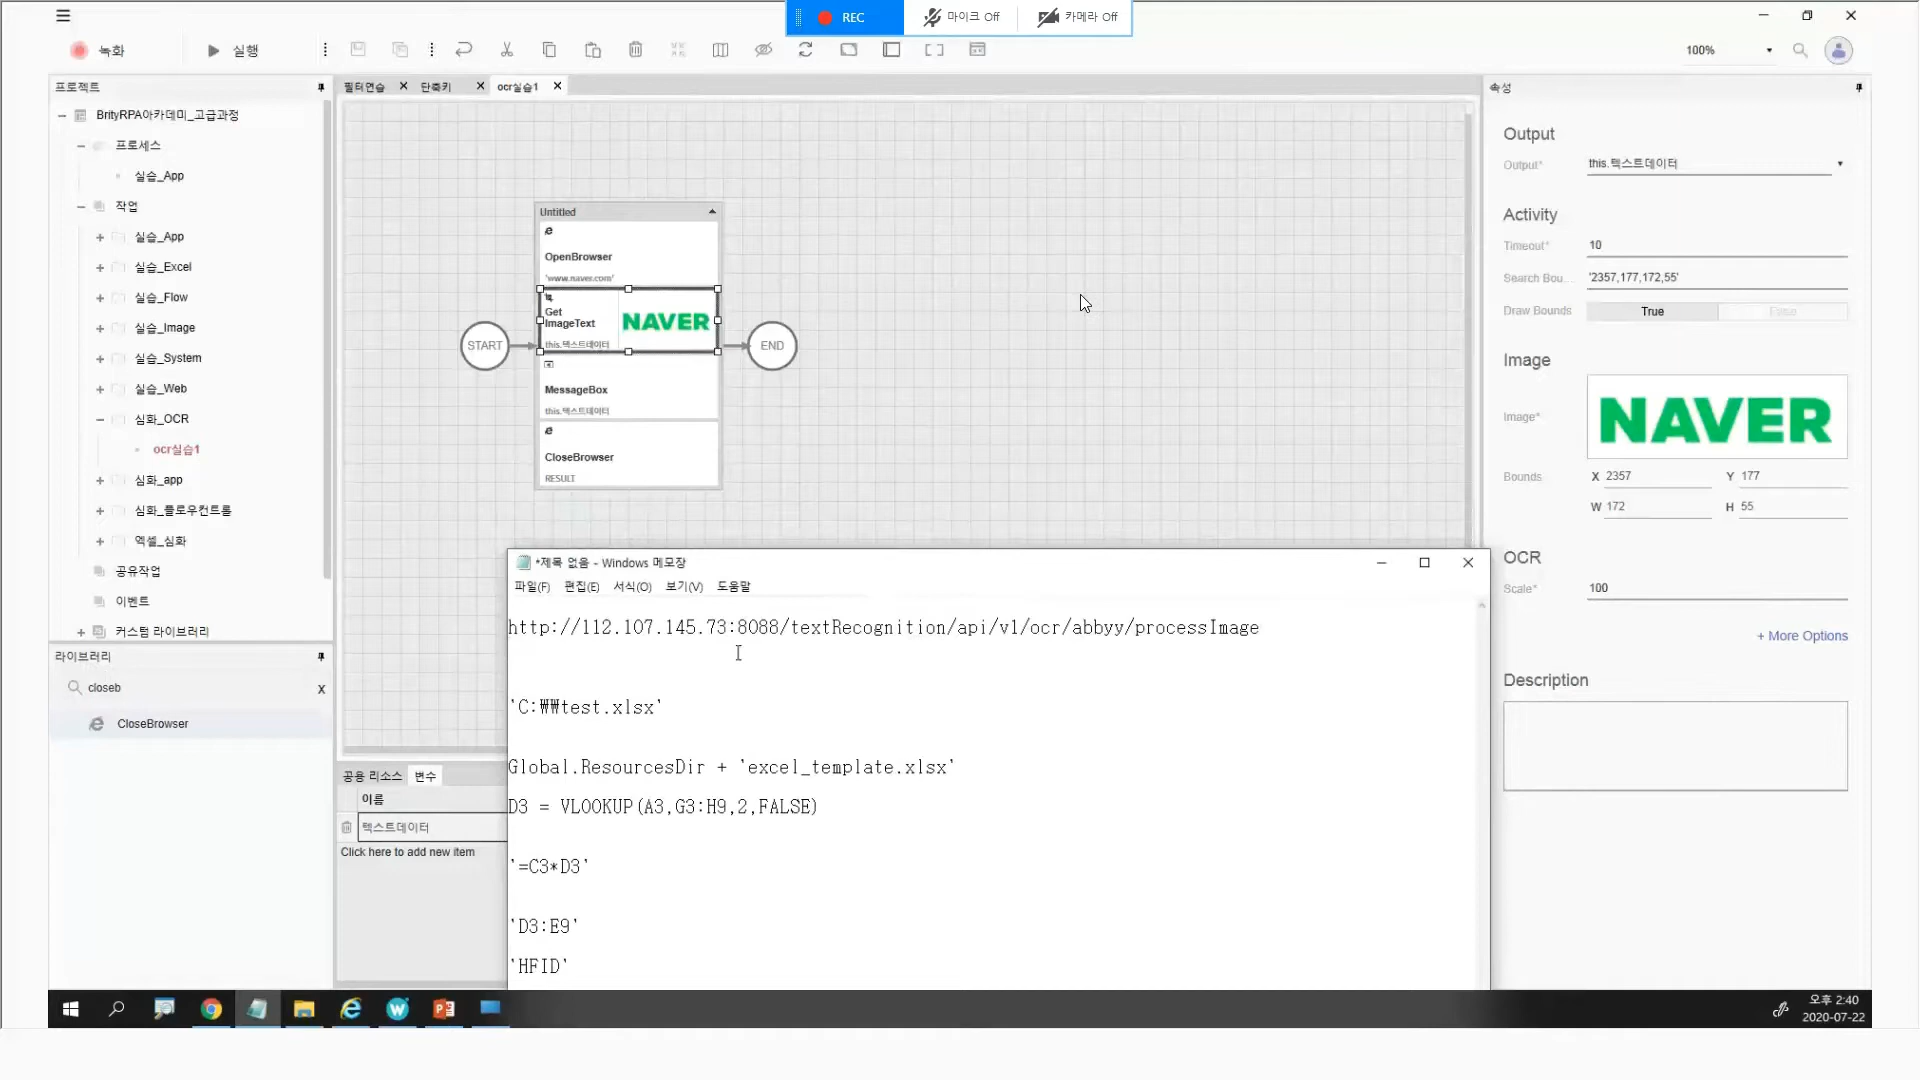 REC
마이크 Off
카메라 Off
녹화
실행
100%
프로젝트
필터연습
단축키
ocr실습1
속성
BrityRPA아카데미_고급과정
프로세스
실습_App
작업
실습_App
실습_Excel
실습_Flow
실습_Image
실습_System
실습_Web
심화_OCR
ocr실습1
심화_app
심화_플로우컨트롤
엑셀_심화
공유작업
이벤트
커스텀 라이브러리
라이브러리
closeb
x
CloseBrowser
Untitled
OpenBrowser
'www.naver.com'
Get
ImageText
NAVER
this.텍스트데이터
START
END
MessageBox
this.텍스트데이터
CloseBrowser
RESULT
공용 리소스
변수
이름
텍스트데이터
Click here to add new item
*제목 없음 - Windows 메모장
파일(F) 편집(E) 서식(O) 보기(V) 도움말
http://112.107.145.73:8088/textRecognition/api/v1/ocr/abbyy/processImage
'C:₩₩test.xlsx'
Global.ResourcesDir + 'excel_template.xlsx'
D3 = VLOOKUP(A3,G3:H9,2,FALSE)
'=C3*D3'
'D3:E9'
'HFID'
Output
Output* this.텍스트데이터
Activity
Timeout* 10
Search Bou... '2357,177,172,55'
Draw Bounds True False
Image
Image*
NAVER
Bounds X 2357 Y 177
W 172 H 55
OCR
Scale* 100
+ More Options
Description
오후 2:40
2020-07-22